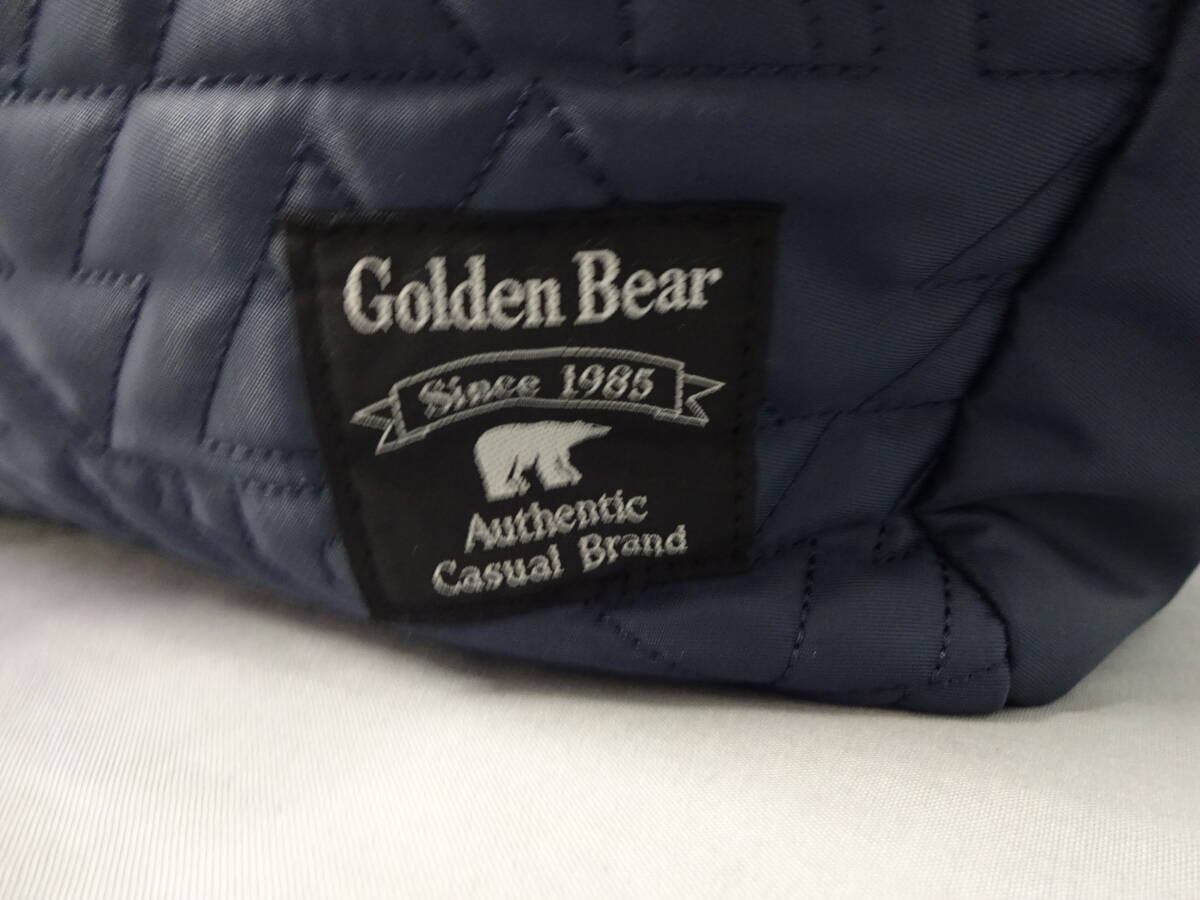 Golden Bear
Since 1985
Authentic
Casual Brand